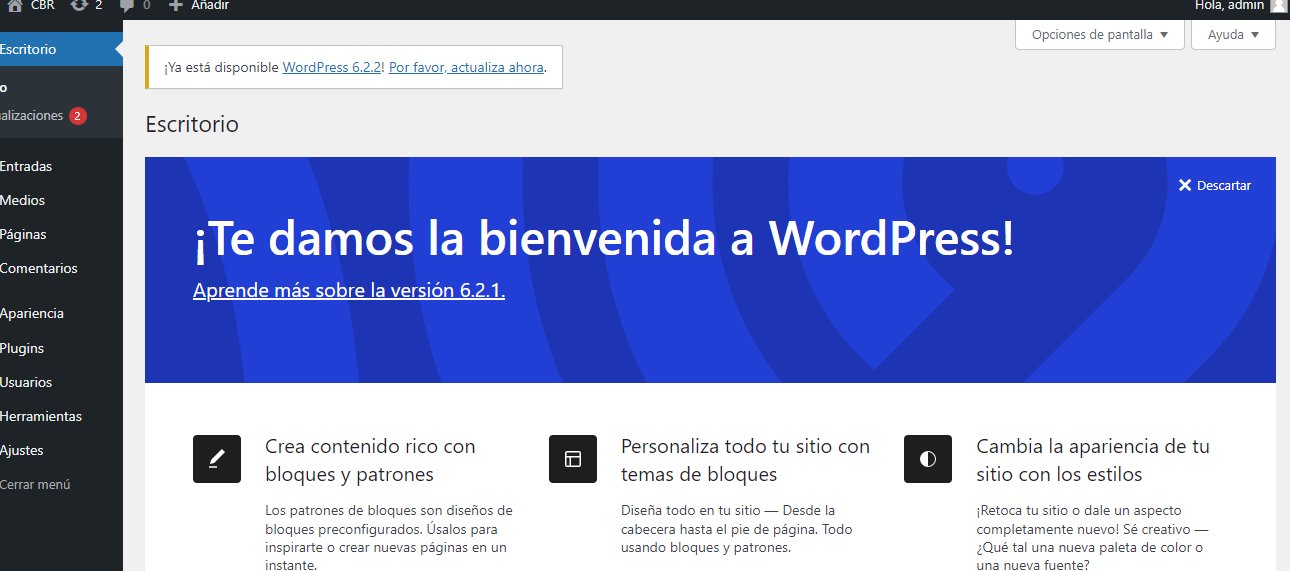 CBR 2 0 Añadir Hola, admin
Opciones de pantalla Ayuda
Escritorio
o
alizaciones 2
Entradas
Medios
Páginas
Comentarios
Apariencia
Plugins
Usuarios
Herramientas
Ajustes
Cerrar menú
¡Ya está disponible WordPress 6.2.2! Por favor, actualiza ahora.
Escritorio
Descartar
¡Te damos la bienvenida a WordPress!
Aprende más sobre la versión 6.2.1.
Crea contenido rico con
bloques y patrones
Los patrones de bloques son diseños de
bloques preconfigurados. Úsalos para
inspirarte o crear nuevas páginas en un
instante.
Personaliza todo tu sitio con
temas de bloques
Diseña todo en tu sitio — Desde la
cabecera hasta el pie de página. Todo
usando bloques y patrones.
Cambia la apariencia de tu
sitio con los estilos
¡Retoca tu sitio o dale un aspecto
completamente nuevo! Sé creativo —
¿Qué tal una nueva paleta de color o
una nueva fuente?